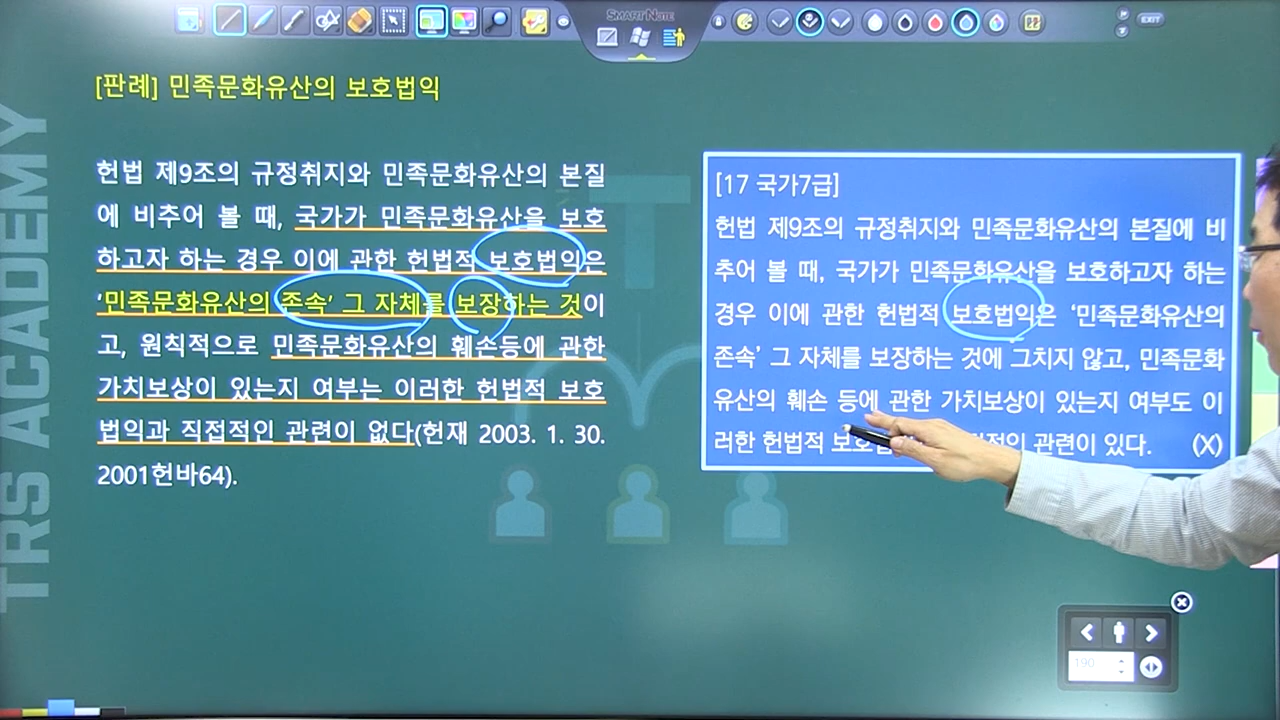 SMARTNOTE
EXIT
[판례] 민족문화유산의 보호법익
헌법 제9조의 규정취지와 민족문화유산의 본질
에 비추어 볼 때, 국가가 민족문화유산을 보호
하고자 하는 경우 이에 관한 헌법적 보호법익은
‘민족문화유산의 존속’ 그 자체를 보장하는 것이
고, 원칙적으로 민족문화유산의 훼손등에 관한
가치보상이 있는지 여부는 이러한 헌법적 보호
법익과 직접적인 관련이 없다(헌재 2003. 1. 30.
2001헌바64).
[17 국가7급]
헌법 제9조의 규정취지와 민족문화유산의 본질에 비
추어 볼 때, 국가가 민족문화유산을 보호하고자 하는
경우 이에 관한 헌법적 보호법익은 ‘민족문화유산의
존속’ 그 자체를 보장하는 것에 그치지 않고, 민족문화
유산의 훼손 등에 관한 가치보상이 있는지 여부도 이
러한 헌법적 관련이 있다. (X)
TRS ACADEMY
190